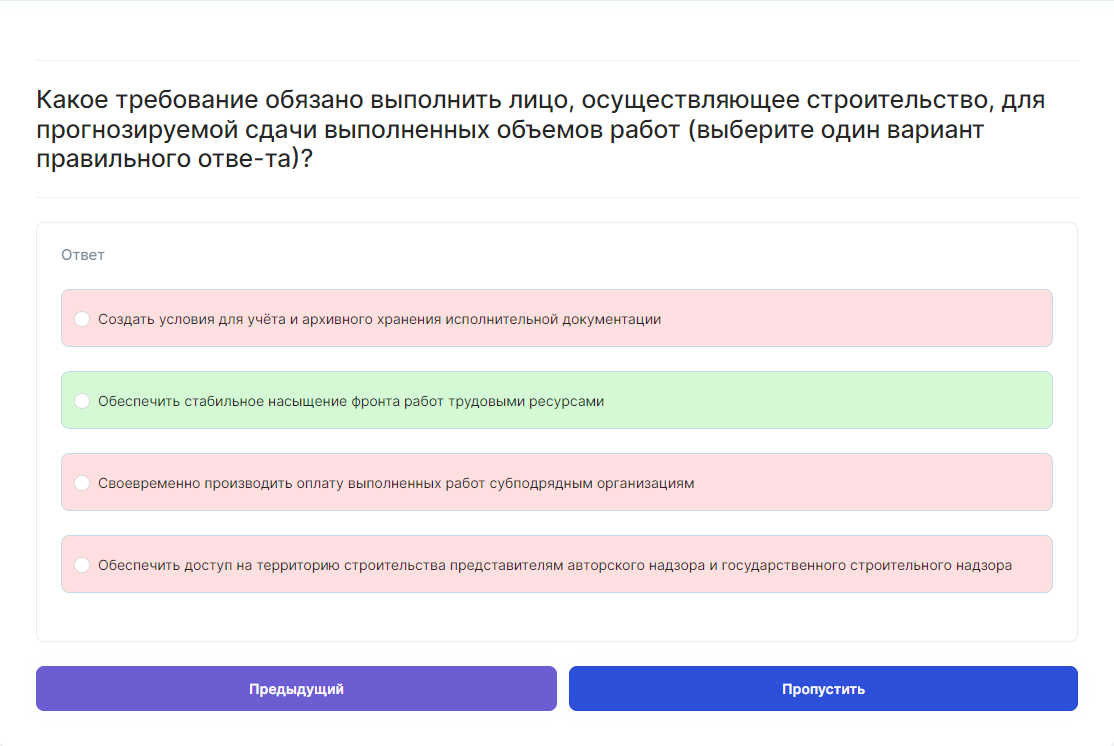 Какое требование обязано выполнить лицо, осуществляющее строительство, для
прогнозируемой сдачи выполненных объемов работ (выберите один вариант
правильного отве-та)?
Ответ
Создать условия для учёта и архивного хранения исполнительной документации
Обеспечить стабильное насыщение фронта работ трудовыми ресурсами
Своевременно производить оплату выполненных работ субподрядным организациям
Обеспечить доступ на территорию строительства представителям авторского надзора и государственного строительного надзора
Предыдущий
Пропустить